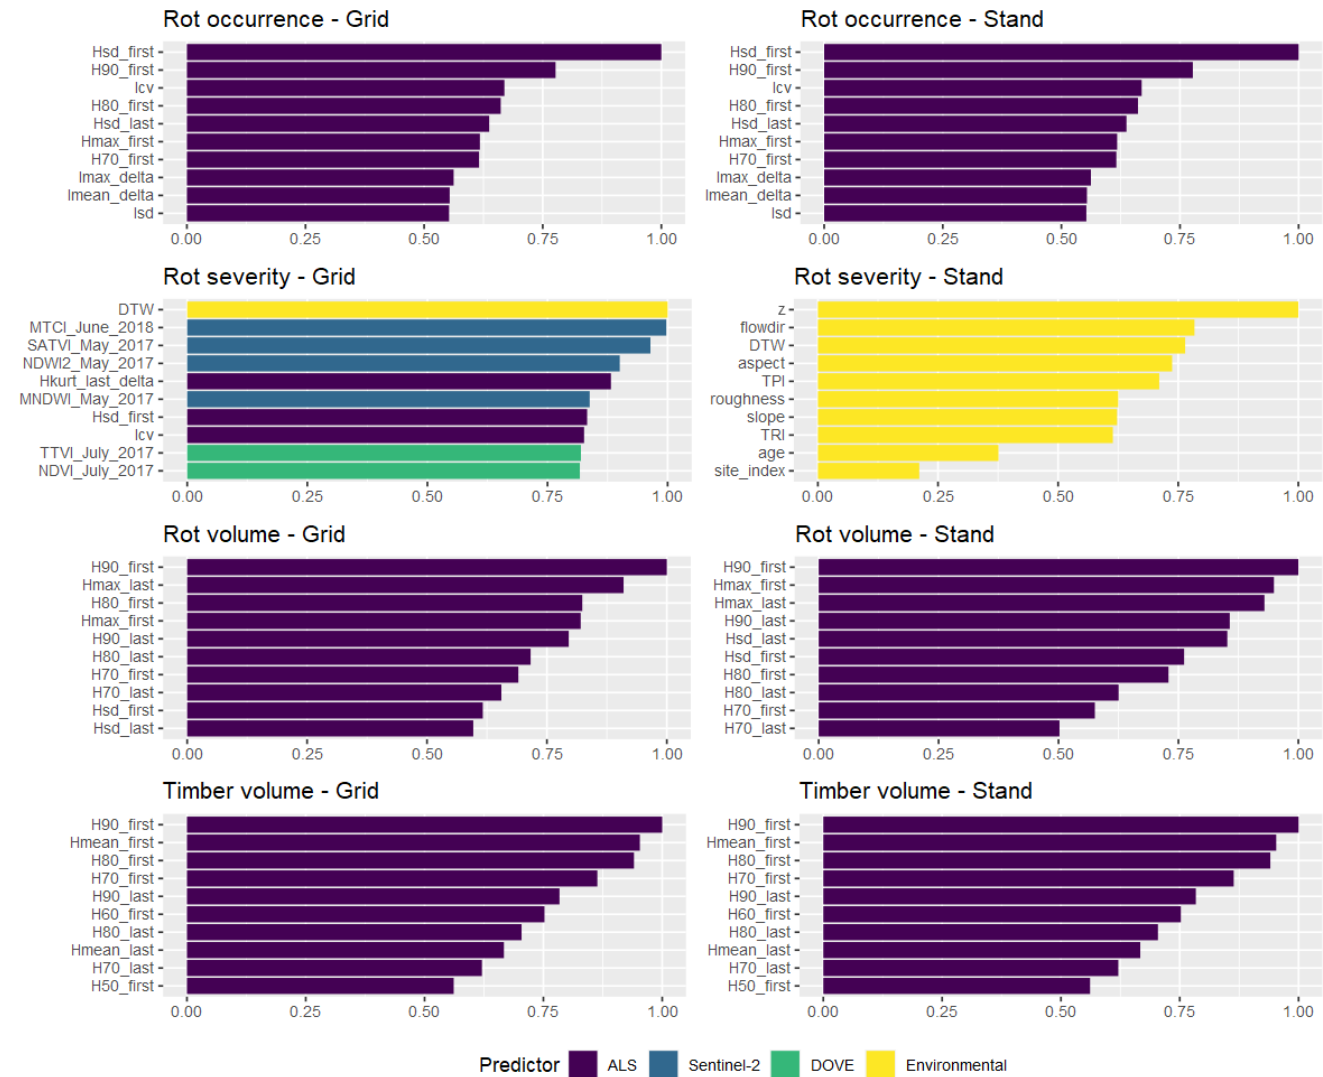 Rot occurrence - Grid
Hsd_first
H90_first
Icv
H80_first
Hsd_last
Hmax_first
H70_first
Imax_delta
Imean_delta
Isd
0.00 0.25 0.50 0.75 1.00
Rot occurrence - Stand
Hsd_first
H90_first
Icv
H80_first
Hsd_last
Hmax_first
H70_first
Imax_delta
Imean_delta
Isd
0.00 0.25 0.50 0.75 1.00
Rot severity - Grid
DTW
MTCI_June_2018
SATVI_May_2017
NDWI2_May_2017
Hkurt_last_delta
MNDWI_May_2017
Hsd_first
Icv
TTVI_July_2017
NDVI_July_2017
0.00 0.25 0.50 0.75 1.00
Rot severity - Stand
z
flowdir
DTW
aspect
TPI
roughness
slope
TRI
age
site_index
0.00 0.25 0.50 0.75 1.00
Rot volume - Grid
H90_first
Hmax_last
H80_first
Hmax_first
H90_last
H80_last
H70_first
H70_last
Hsd_first
Hsd_last
0.00 0.25 0.50 0.75 1.00
Rot volume - Stand
H90_first
Hmax_first
Hmax_last
H90_last
Hsd_last
Hsd_first
H80_first
H80_last
H70_first
H70_last
0.00 0.25 0.50 0.75 1.00
Timber volume - Grid
H90_first
Hmean_first
H80_first
H70_first
H90_last
H60_first
H80_last
Hmean_last
H70_last
H50_first
0.00 0.25 0.50 0.75 1.00
Timber volume - Stand
H90_first
Hmean_first
H80_first
H70_first
H90_last
H60_first
H80_last
Hmean_last
H70_last
H50_first
0.00 0.25 0.50 0.75 1.00
Predictor ALS Sentinel-2 DOVE Environmental